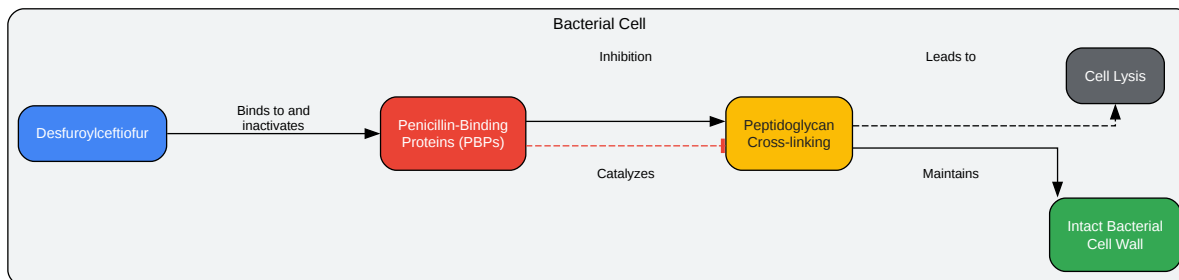 Bacterial Cell
Inhibition
Leads to
Cell Lysis
Desfuroylceftiofur
Binds to and
inactivates
Penicillin-Binding
Proteins (PBPs)
Peptidoglycan
Cross-linking
Catalyzes
Maintains
Intact Bacterial
Cell Wall